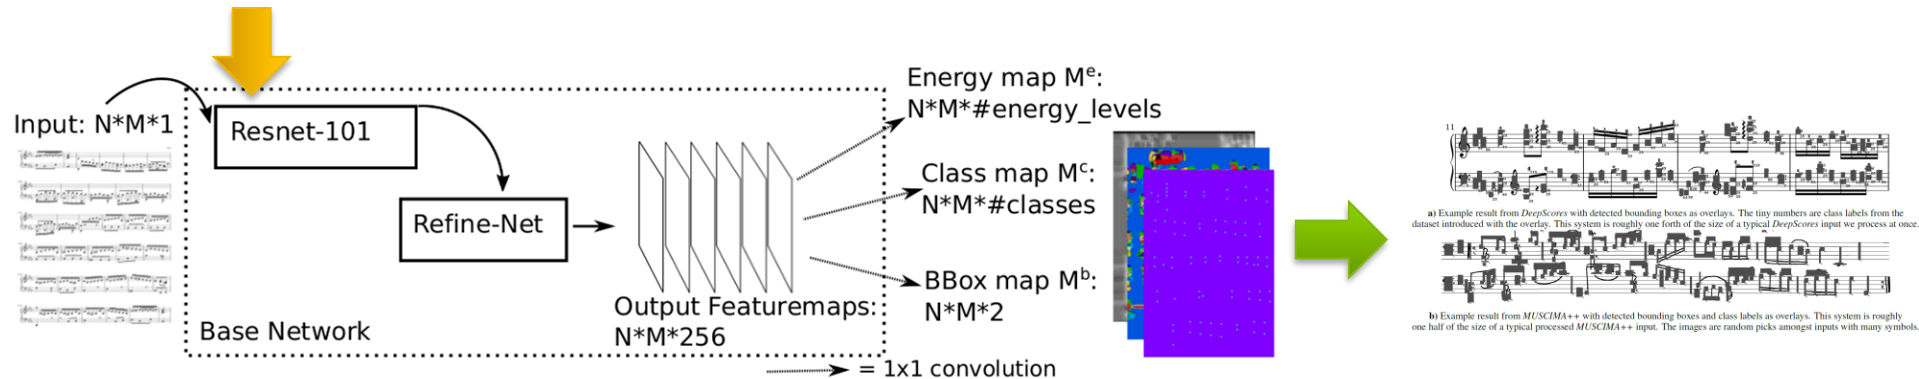 Input: N*M*1
Resnet-101
Refine-Net
Base Network
Output Featuremaps:
N*M*256
Energy map Mᵉ:
N*M*#energy_levels
Class map Mᶜ:
N*M*#classes
BBox map Mᵇ:
N*M*2
= 1x1 convolution
11
a) Example result from DeepScores with detected bounding boxes as overlays. The tiny numbers are class labels from the
dataset introduced with the overlay. This system is roughly one forth of the size of a typical DeepScores input we process at once.
b) Example result from MUSCIMA++ with detected bounding boxes and class labels as overlays. This system is roughly
one half of the size of a typical processed MUSCIMA++ input. The images are random picks amongst inputs with many symbols.